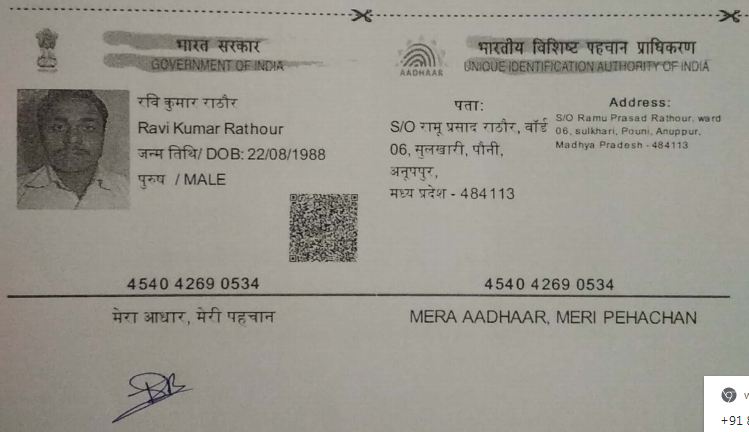 भारत सरकार
GOVERNMENT OF INDIA
रवि कुमार राठौर
Ravi Kumar Rathour
जन्म तिथि/ DOB: 22/08/1988
पुरुष / MALE
4540 4269 0534
मेरा आधार, मेरी पहचान
AADHAAR
भारतीय विशिष्ट पहचान प्राधिकरण
UNIQUE IDENTIFICATION AUTHORITY OF INDIA
पता:
S/O रामू प्रसाद राठौर, वॉर्ड
06, सुलखारी, पौनी,
अनूपपुर,
मध्य प्रदेश - 484113
Address:
S/O Ramu Prasad Rathour, ward
06, sulkhari, Pouni, Anuppur,
Madhya Pradesh - 484113
4540 4269 0534
MERA AADHAAR, MERI PEHACHAN
+91 8